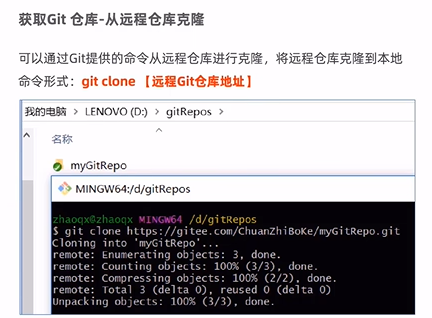 获取Git 仓库-从远程仓库克隆
可以通过Git提供的命令从远程仓库进行克隆，将远程仓库克隆到本地
命令形式：git clone 【远程Git仓库地址】
我的电脑 > LENOVO (D:) > gitRepos >
名称
myGitRepo
MINGW64:/d/gitRepos
zhaoqx@zhaoqx MINGW64 /d/gitRepos
$ git clone https://gitee.com/ChuanZhiBoKe/myGitRepo.git
Cloning into 'myGitRepo'...
remote: Enumerating objects: 3, done.
remote: Counting objects: 100% (3/3), done.
remote: Compressing objects: 100% (2/2), done.
remote: Total 3 (delta 0), reused 0 (delta 0)
Unpacking objects: 100% (3/3), done.